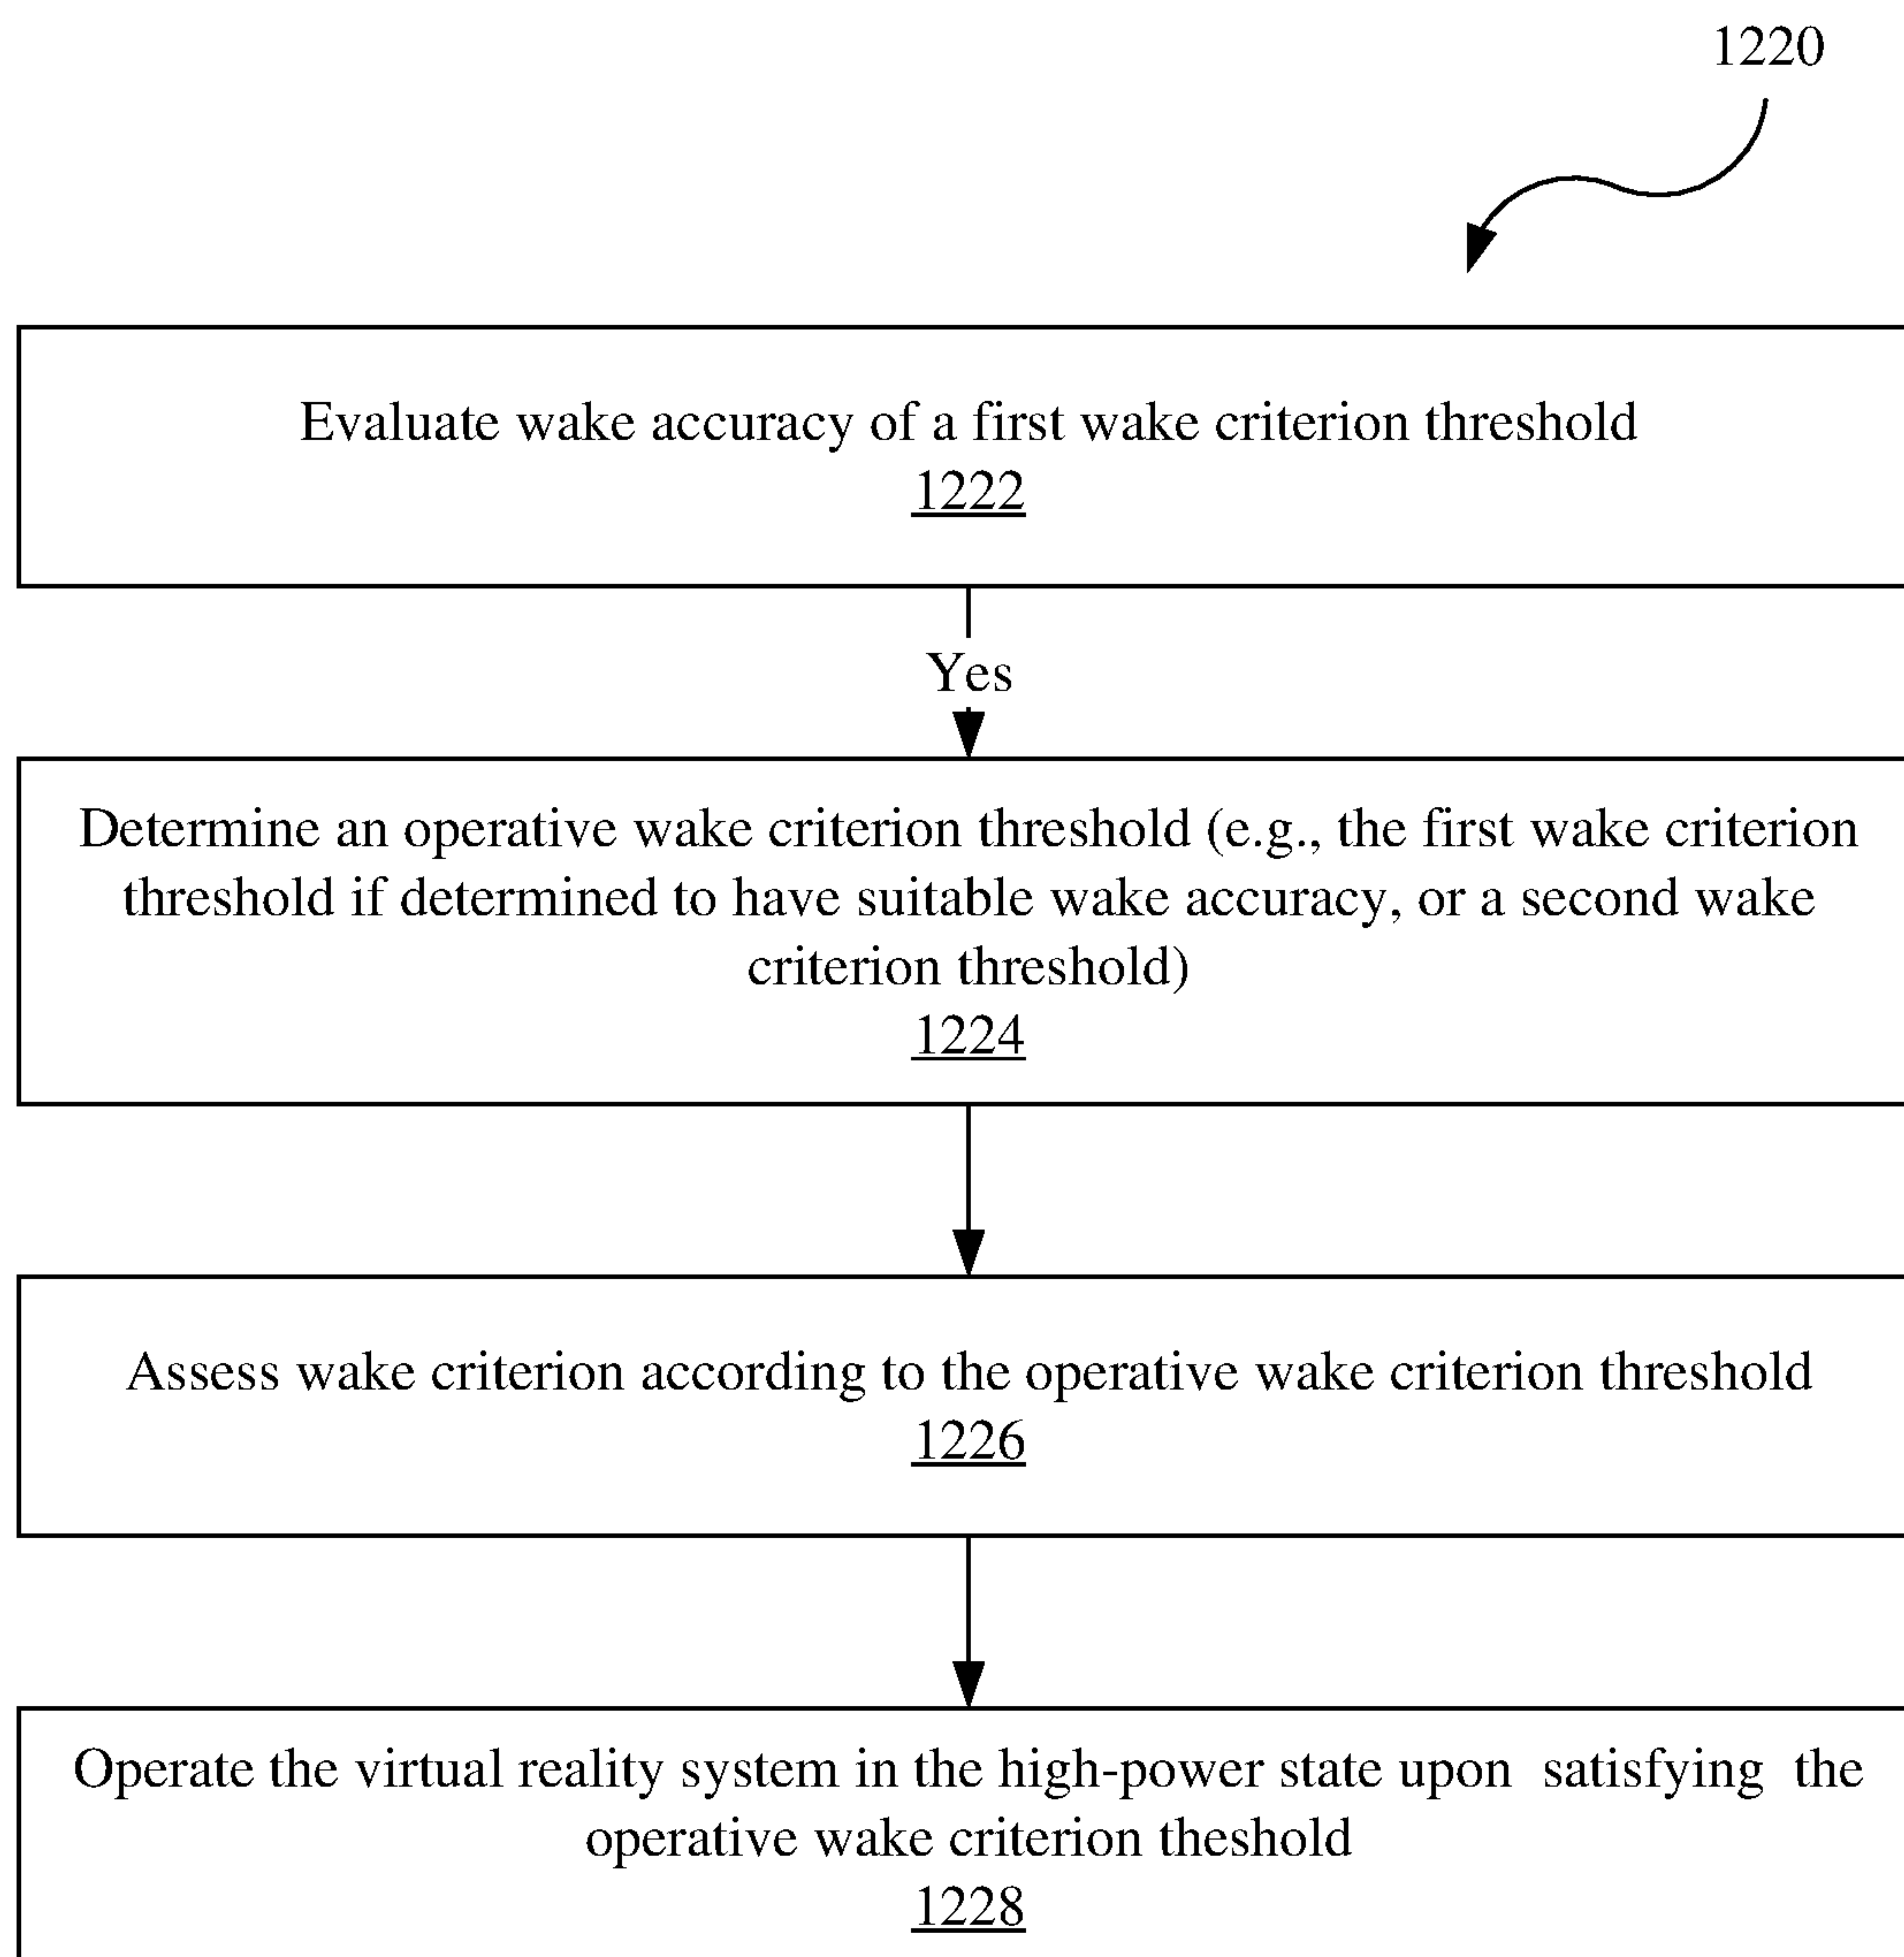 1220
Evaluate wake accuracy of a first wake criterion threshold
1222
Yes
Determine an operative wake criterion threshold (e.g., the first wake criterion
threshold if determined to have suitable wake accuracy, or a second wake
criterion threshold)
1224
Assess wake criterion according to the operative wake criterion threshold
1226
Operate the virtual reality system in the high-power state upon satisfying the
operative wake criterion theshold
1228